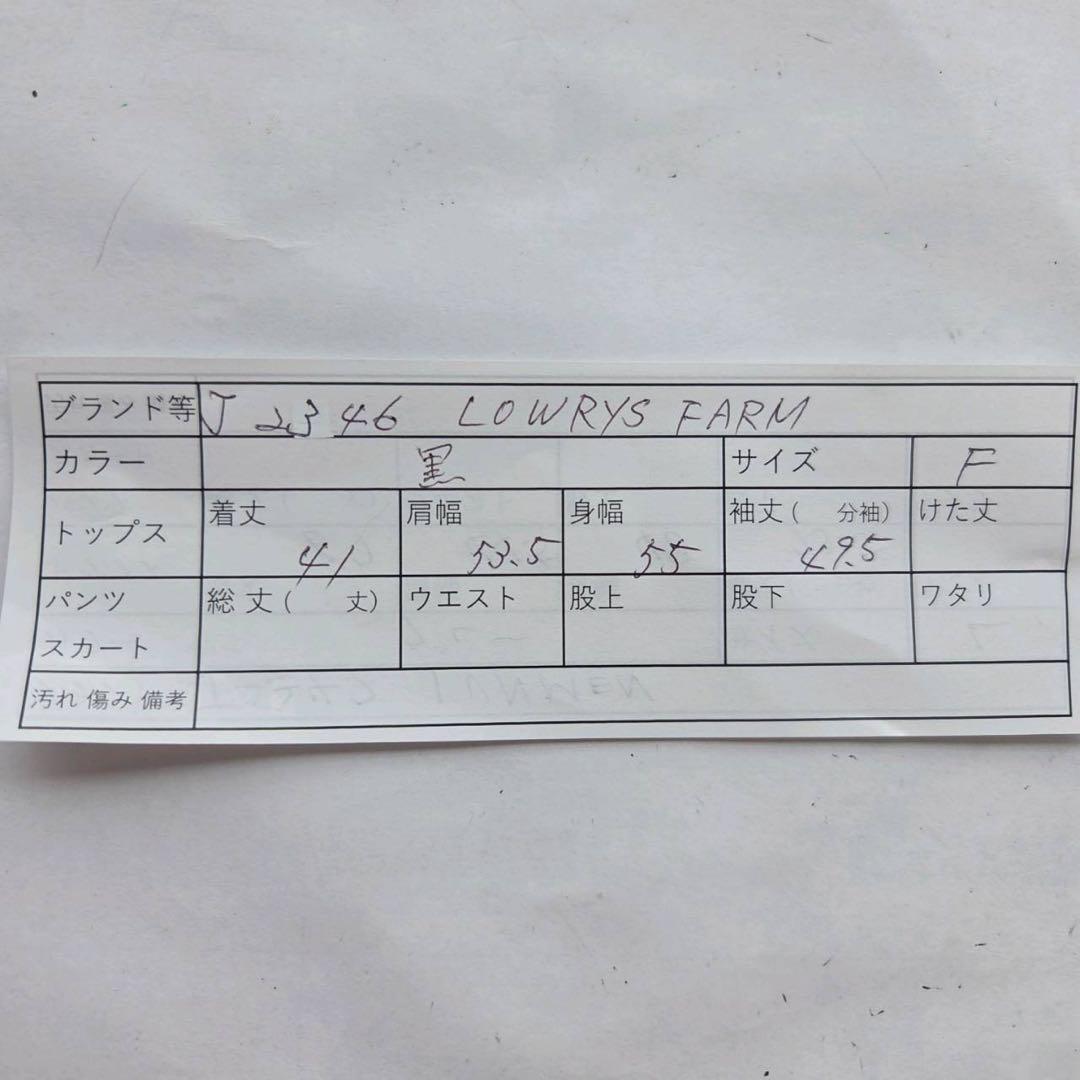 ブランド等 J 2346 LOWRYS FARM
カラー 黒 サイズ F
トップス 着丈 41 肩幅 53.5 身幅 55 袖丈( 分袖) 49.5 けた丈
パンツ スカート 総丈( 丈) ウエスト 股上 股下 ワタリ
汚れ 傷み 備考